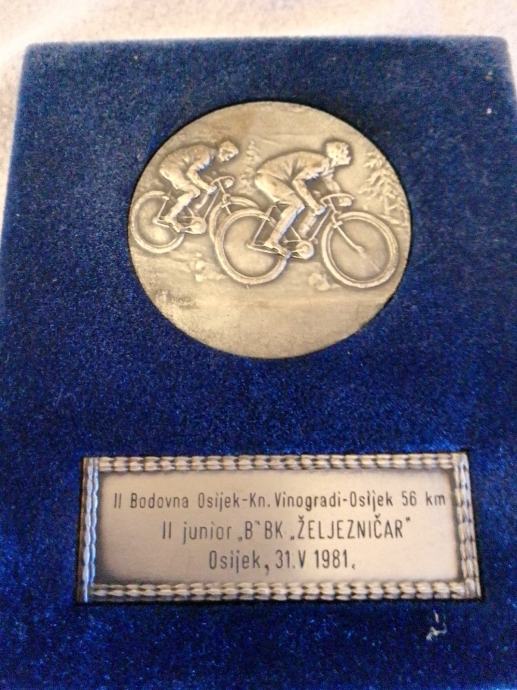 II Bodovna Osijek-Kn. Vinogradi-Osijek 56 km
II junior „B" BK „ŽELJEZNIČAR"
Osijek, 31.V 1981.